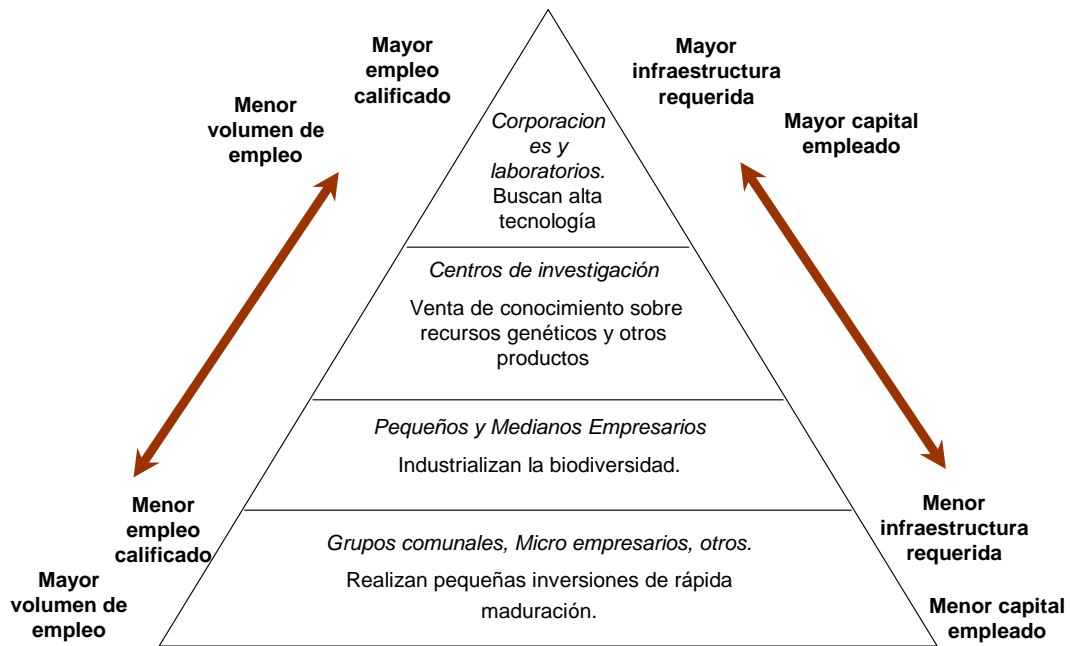 Mayor
empleo
calificado
Menor
volumen de
empleo
Mayor
infraestructura
requerida
Mayor capital
empleado
Corporacion
es y
laboratorios.
Buscan alta
tecnología
Centros de investigación
Venta de conocimiento sobre
recursos genéticos y otros
productos
Pequeños y Medianos Empresarios
Industrializan la biodiversidad.
Menor
empleo
calificado
Mayor
volumen de
empleo
Grupos comunales, Micro empresarios, otros.
Realizan pequeñas inversiones de rápida
maduración.
Menor
infraestructura
requerida
Menor capital
empleado